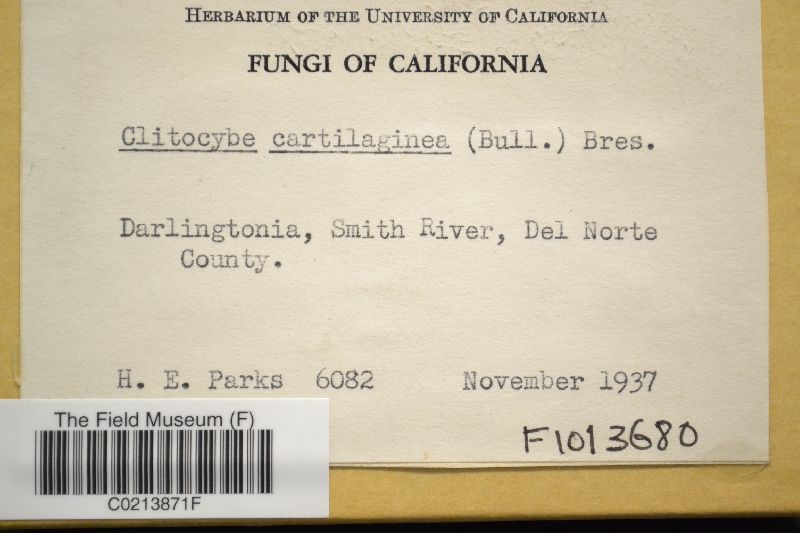 Herbarium of the University of California
FUNGI OF CALIFORNIA
Clitocybe cartilaginea (Bull.) Bres.
Darlingtonia, Smith River, Del Norte
County.
H. E. Parks 6082 November 1937
F1013680
The Field Museum (F)
C0213871F